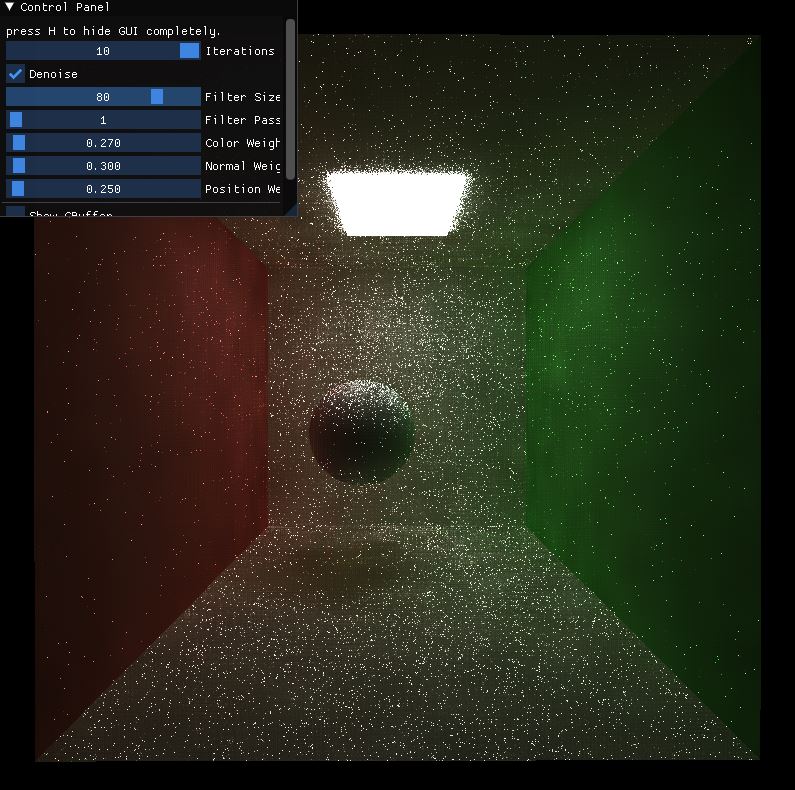 Control Panel
press H to hide GUI completely.
10 Iterations
Denoise
80 Filter Size
1 Filter Pass
0.270 Color Weigh
0.300 Normal Weig
0.250 Position We
Show GBuffer